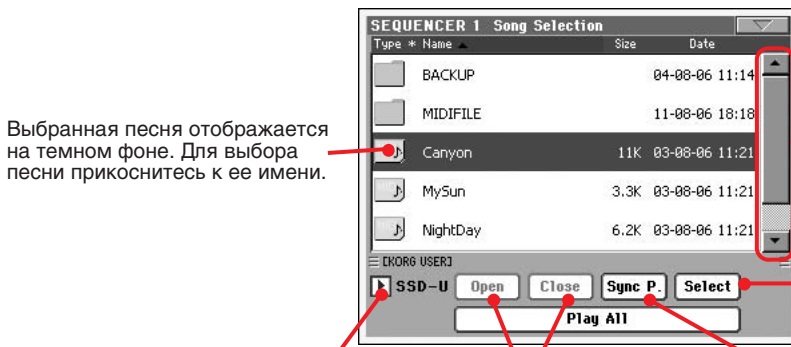 SEQUENCER 1 Song Selection
Type * Name Size Date
BACKUP 04-08-06 11:14
MIDIFILE 11-08-06 18:18
Выбранная песня отображается
на темном фоне. Для выбора
песни прикоснитесь к ее имени.
Canyon 11K 03-08-06 11:21
MySun 3.3K 03-08-06 11:21
NightDay 6.2K 03-08-06 11:21
[KORG USER]
SSD-U Open Close Sync P. Select
Play All